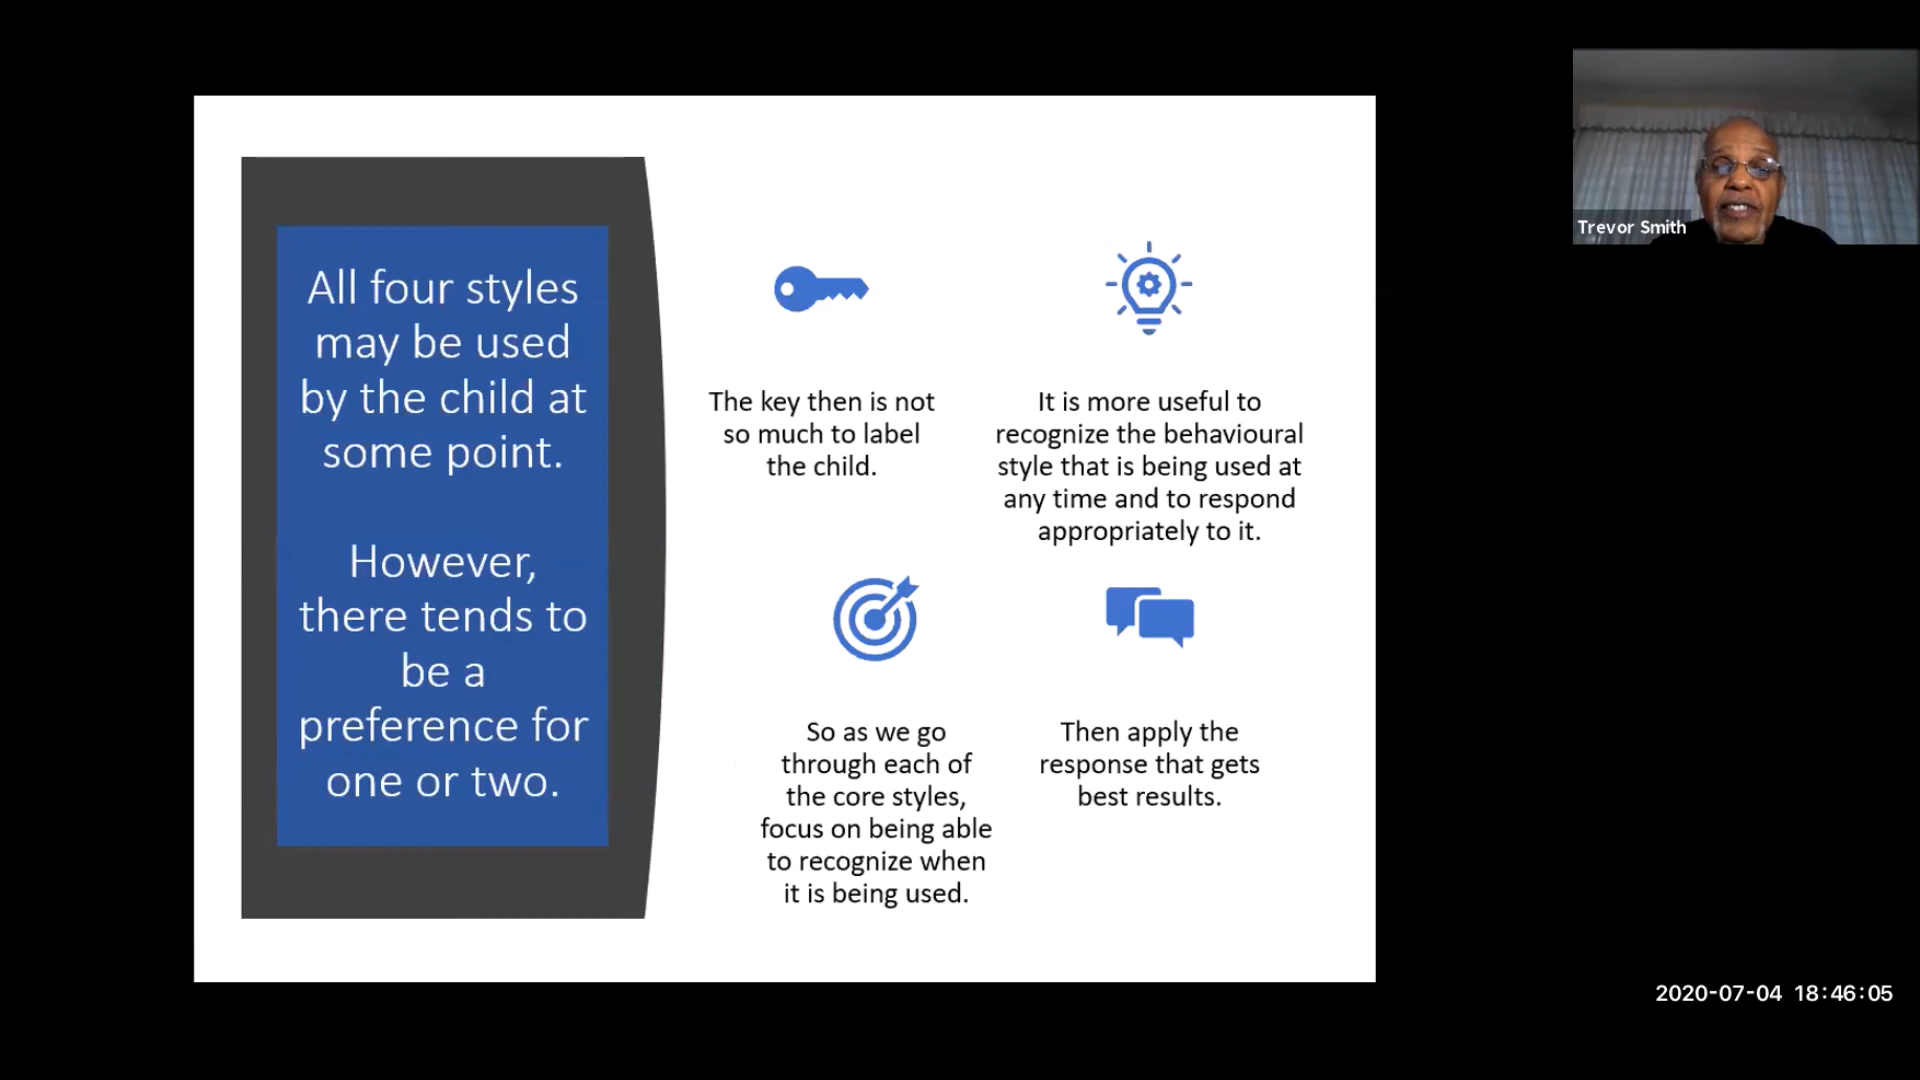 All four styles
may be used
by the child at
some point.
However,
there tends to
be a
preference for
one or two.
The key then is not
so much to label
the child.
It is more useful to
recognize the behavioural
style that is being used at
any time and to respond
appropriately to it.
So as we go
through each of
the core styles,
focus on being able
to recognize when
it is being used.
Then apply the
response that gets
best results.
Trevor Smith
2020-07-04 18:46:05